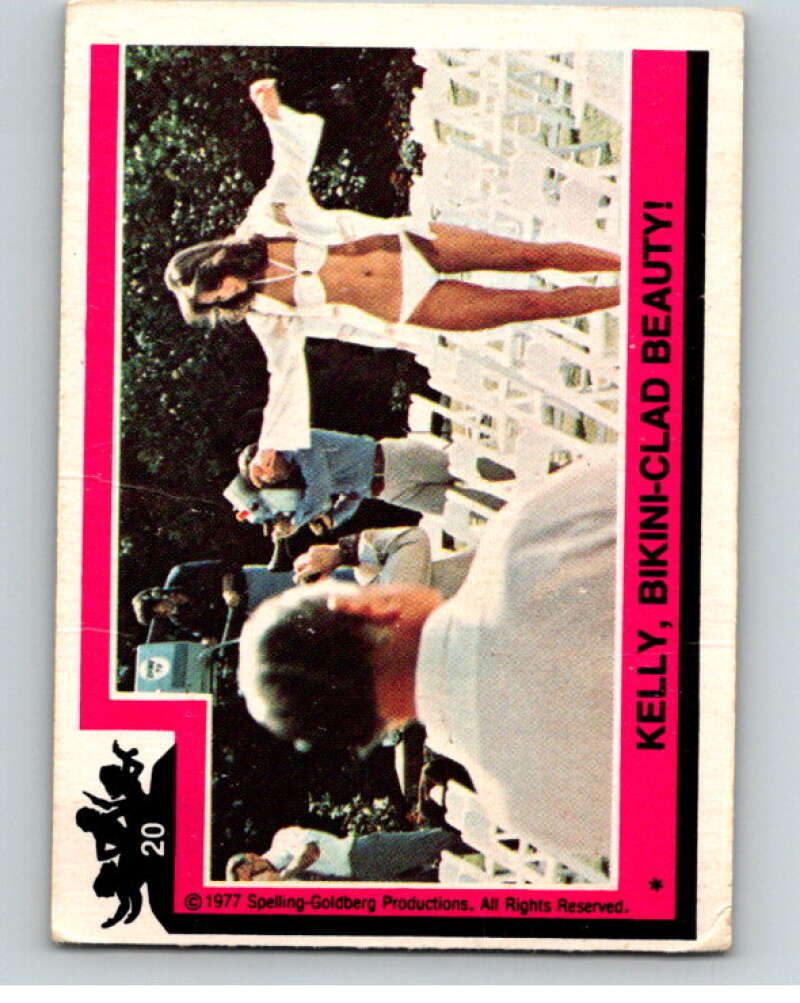 KELLY, BIKINI-CLAD BEAUTY!
20
©1977 Spelling-Goldberg Productions. All Rights Reserved. *